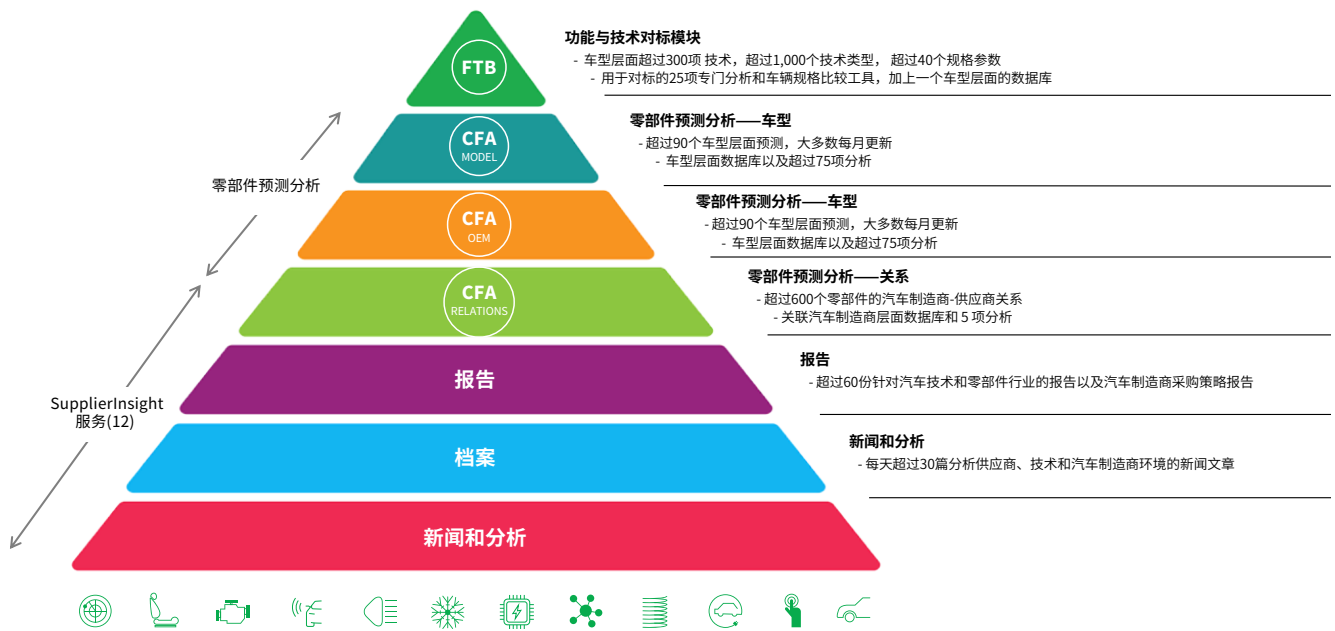 功能与技术对标模块
- 车型层面超过300项 技术，超过1,000个技术类型， 超过40个规格参数
- 用于对标的25项专门分析和车辆规格比较工具，加上一个车型层面的数据库
FTB
零部件预测分析——车型
- 超过90个车型层面预测，大多数每月更新
- 车型层面数据库以及超过75项分析
CFA
MODEL
零部件预测分析
零部件预测分析——车型
- 超过90个车型层面预测，大多数每月更新
- 车型层面数据库以及超过75项分析
CFA
OEM
零部件预测分析——关系
- 超过600个零部件的汽车制造商-供应商关系
- 关联汽车制造商层面数据库和 5 项分析
CFA
RELATIONS
报告
- 超过60份针对汽车技术和零部件行业的报告以及汽车制造商采购策略报告
报告
SupplierInsight
服务(12)
新闻和分析
- 每天超过30篇分析供应商、技术和汽车制造商环境的新闻文章
档案
新闻和分析